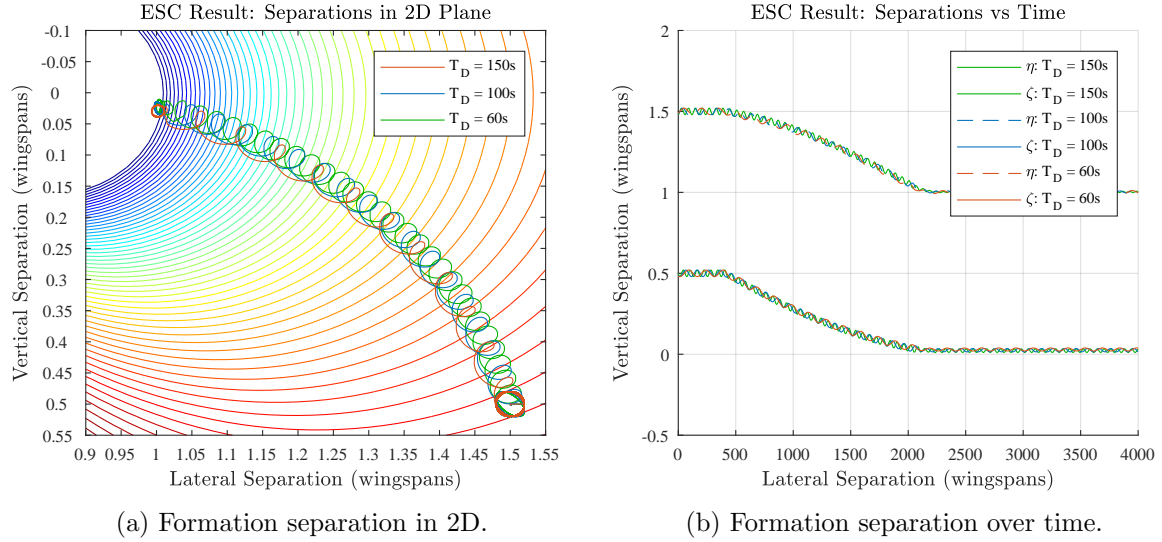 ESC Result: Separations in 2D Plane
-0.1
-0.05
0
0.05
0.1
0.15
0.2
0.25
0.3
0.35
0.4
0.45
0.5
0.55
Vertical Separation (wingspans)
T_D = 150s
T_D = 100s
T_D = 60s
0.9 0.95 1 1.05 1.1 1.15 1.2 1.25 1.3 1.35 1.4 1.45 1.5 1.55
Lateral Separation (wingspans)
(a) Formation separation in 2D.
ESC Result: Separations vs Time
2
1.5
1
0.5
0
-0.5
Vertical Separation (wingspans)
η: T_D = 150s
ζ: T_D = 150s
η: T_D = 100s
ζ: T_D = 100s
η: T_D = 60s
ζ: T_D = 60s
0 500 1000 1500 2000 2500 3000 3500 4000
Lateral Separation (wingspans)
(b) Formation separation over time.